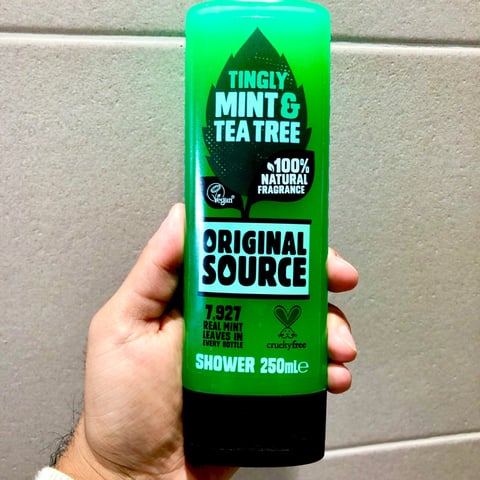 TINGLY
MINT &
TEA TREE
100%
NATURAL
FRAGRANCE
Vegan
ORIGINAL
SOURCE
7,927
REAL MINT
LEAVES IN
EVERY BOTTLE
crueltyfree
SHOWER 250mL℮